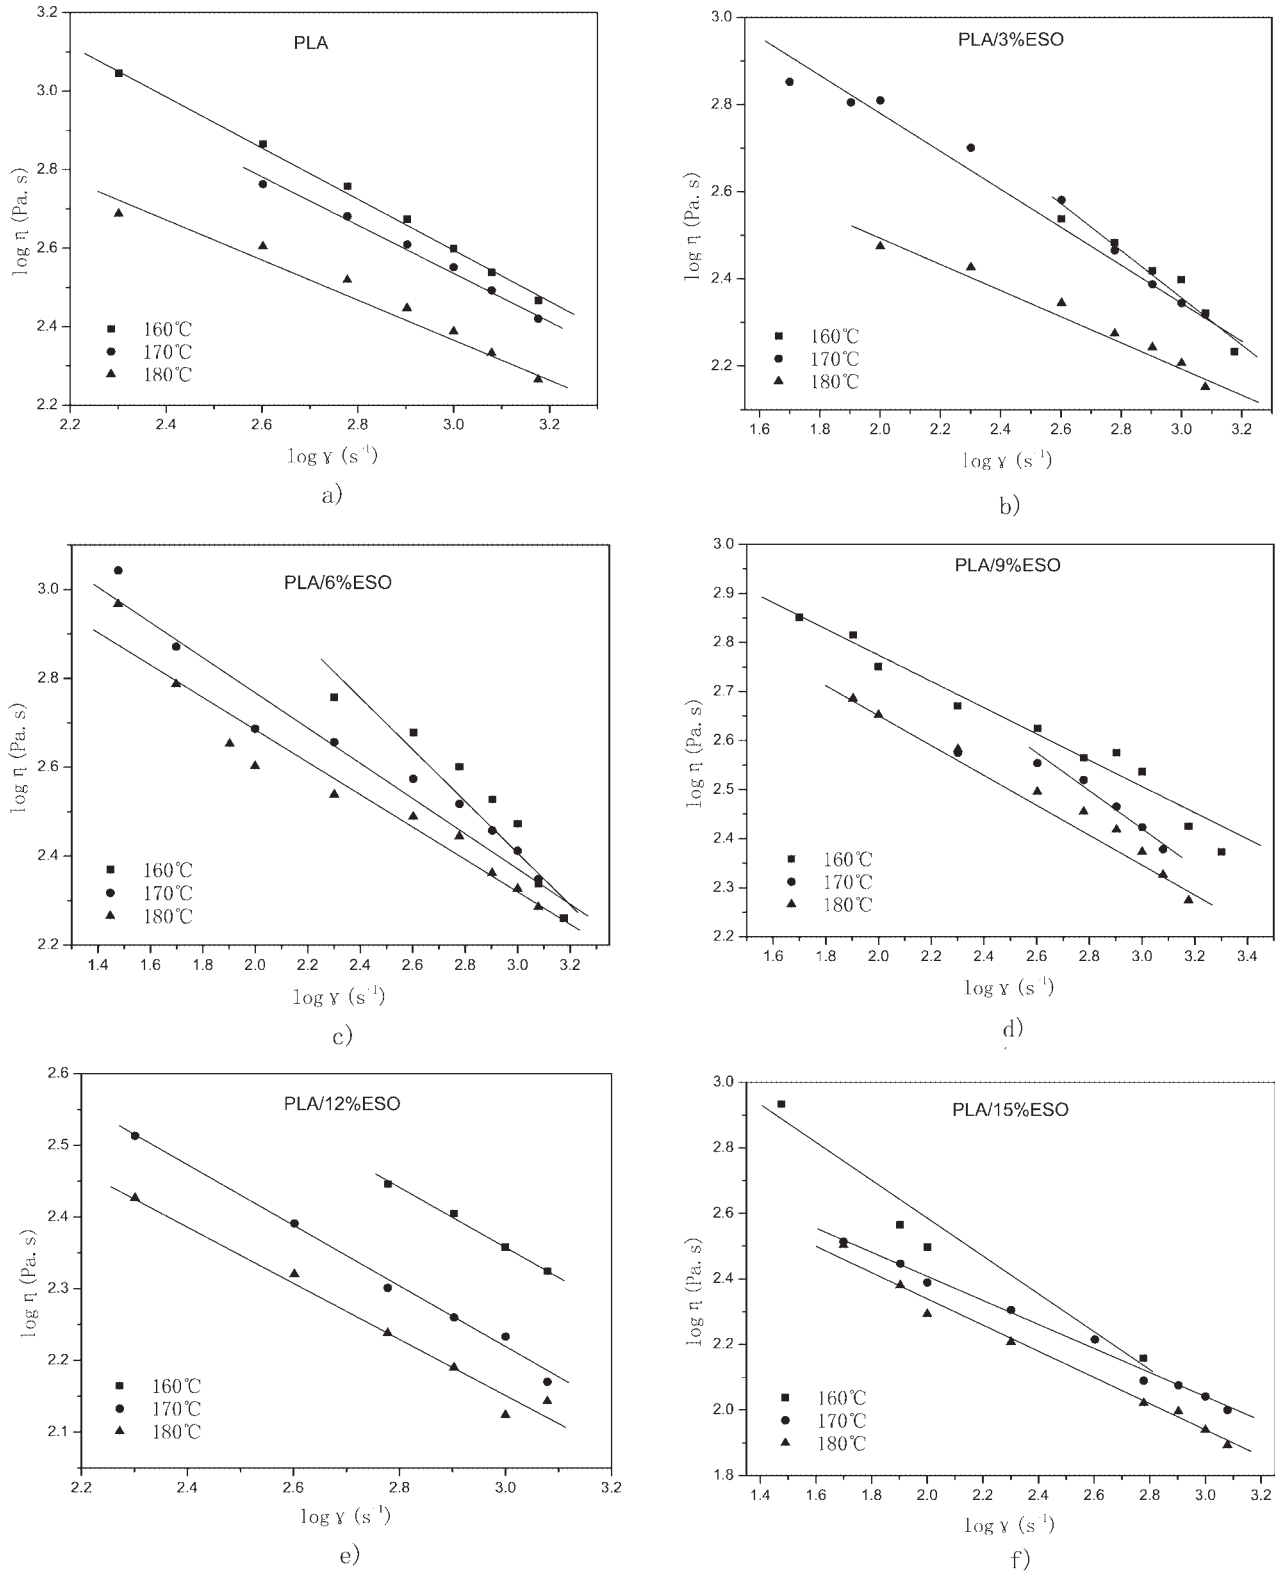 PLA
3.2
3.0
2.8
2.6
2.4
2.2
log η (Pa. s)
160℃
170℃
180℃
2.2 2.4 2.6 2.8 3.0 3.2
log γ (s⁻¹)
a)
PLA/3%ESO
3.0
2.8
2.6
2.4
2.2
log η (Pa. s)
160℃
170℃
180℃
1.6 1.8 2.0 2.2 2.4 2.6 2.8 3.0 3.2
log γ (s⁻¹)
b)
PLA/6%ESO
3.0
2.8
2.6
2.4
2.2
log η (Pa. s)
160℃
170℃
180℃
1.4 1.6 1.8 2.0 2.2 2.4 2.6 2.8 3.0 3.2
log γ (s⁻¹)
c)
PLA/9%ESO
3.0
2.9
2.8
2.7
2.6
2.5
2.4
2.3
2.2
log η (Pa. s)
160℃
170℃
180℃
1.6 1.8 2.0 2.2 2.4 2.6 2.8 3.0 3.2 3.4
log γ (s⁻¹)
d)
PLA/12%ESO
2.6
2.5
2.4
2.3
2.2
2.1
log η (Pa. s)
160℃
170℃
180℃
2.2 2.4 2.6 2.8 3.0 3.2
log γ (s⁻¹)
e)
PLA/15%ESO
3.0
2.8
2.6
2.4
2.2
2.0
1.8
log η (Pa. s)
160℃
170℃
180℃
1.4 1.6 1.8 2.0 2.2 2.4 2.6 2.8 3.0 3.2
log γ (s⁻¹)
f)